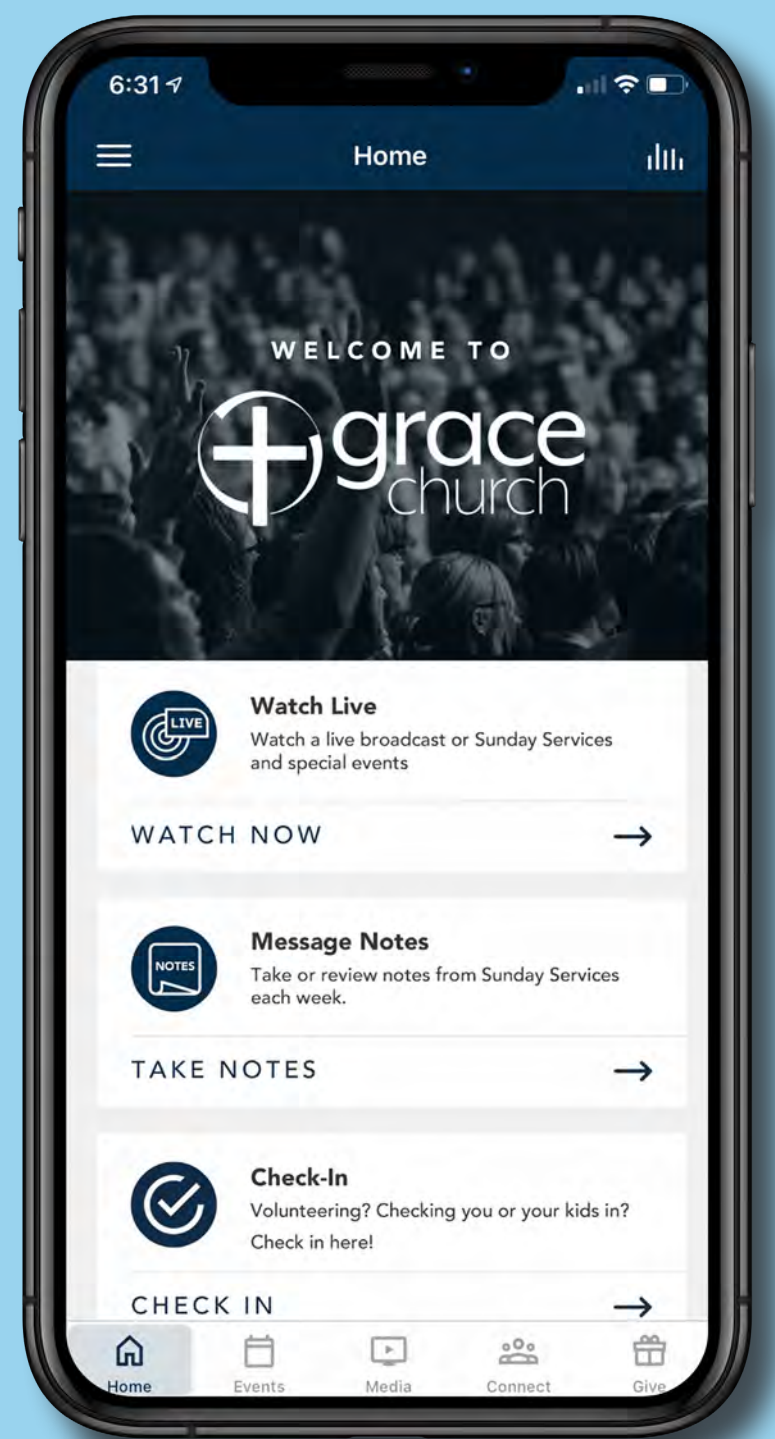 6:31
Home
WELCOME TO
grace
church
LIVE
Watch Live
Watch a live broadcast or Sunday Services
and special events
WATCH NOW
NOTES
Message Notes
Take or review notes from Sunday Services
each week.
TAKE NOTES
Check-In
Volunteering? Checking you or your kids in?
Check in here!
CHECK IN
Home Events Media Connect Give